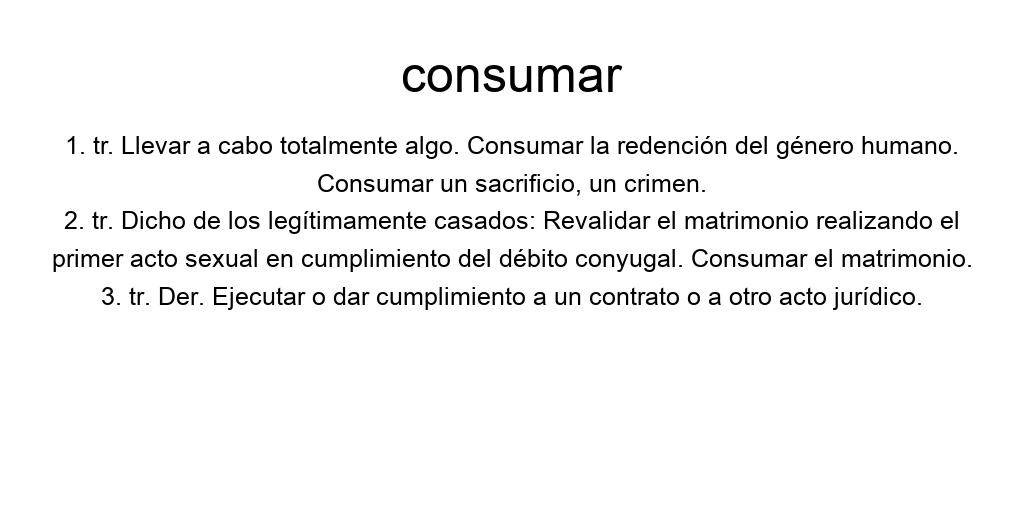 consumar
1. tr. Llevar a cabo totalmente algo. Consumar la redención del género humano.
Consumar un sacrificio, un crimen.
2. tr. Dicho de los legítimamente casados: Revalidar el matrimonio realizando el
primer acto sexual en cumplimiento del débito conyugal. Consumar el matrimonio.
3. tr. Der. Ejecutar o dar cumplimiento a un contrato o a otro acto jurídico.